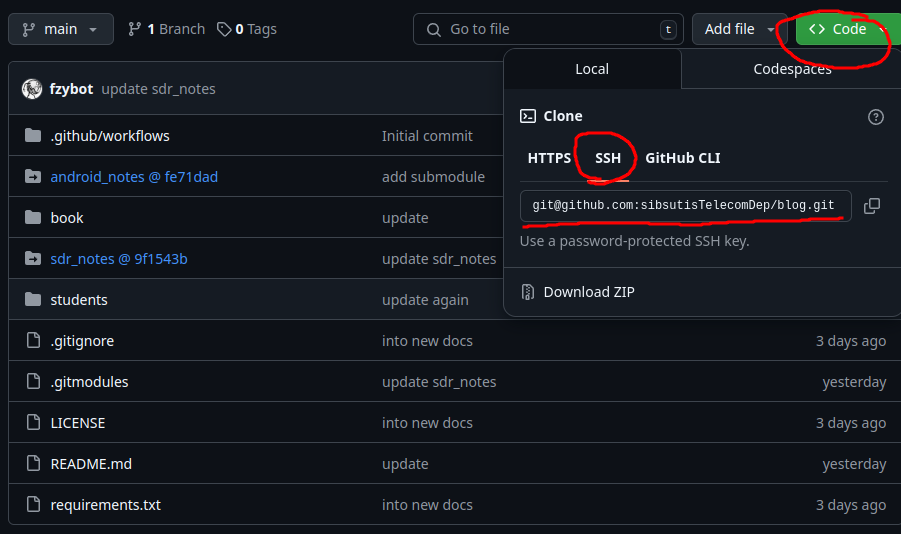 main 1 Branch 0 Tags Go to file t Add file Code
Local Codespaces
fzybot update sdr_notes
Clone
.github/workflows Initial commit
HTTPS SSH GitHub CLI
android_notes @ fe71dad add submodule
git@github.com:sibsutisTelecomDep/blog.git
book update
Use a password-protected SSH key.
sdr_notes @ 9f1543b update sdr_notes
Download ZIP
students update again
.gitignore into new docs 3 days ago
.gitmodules update sdr_notes yesterday
LICENSE into new docs 3 days ago
README.md update yesterday
requirements.txt into new docs 3 days ago